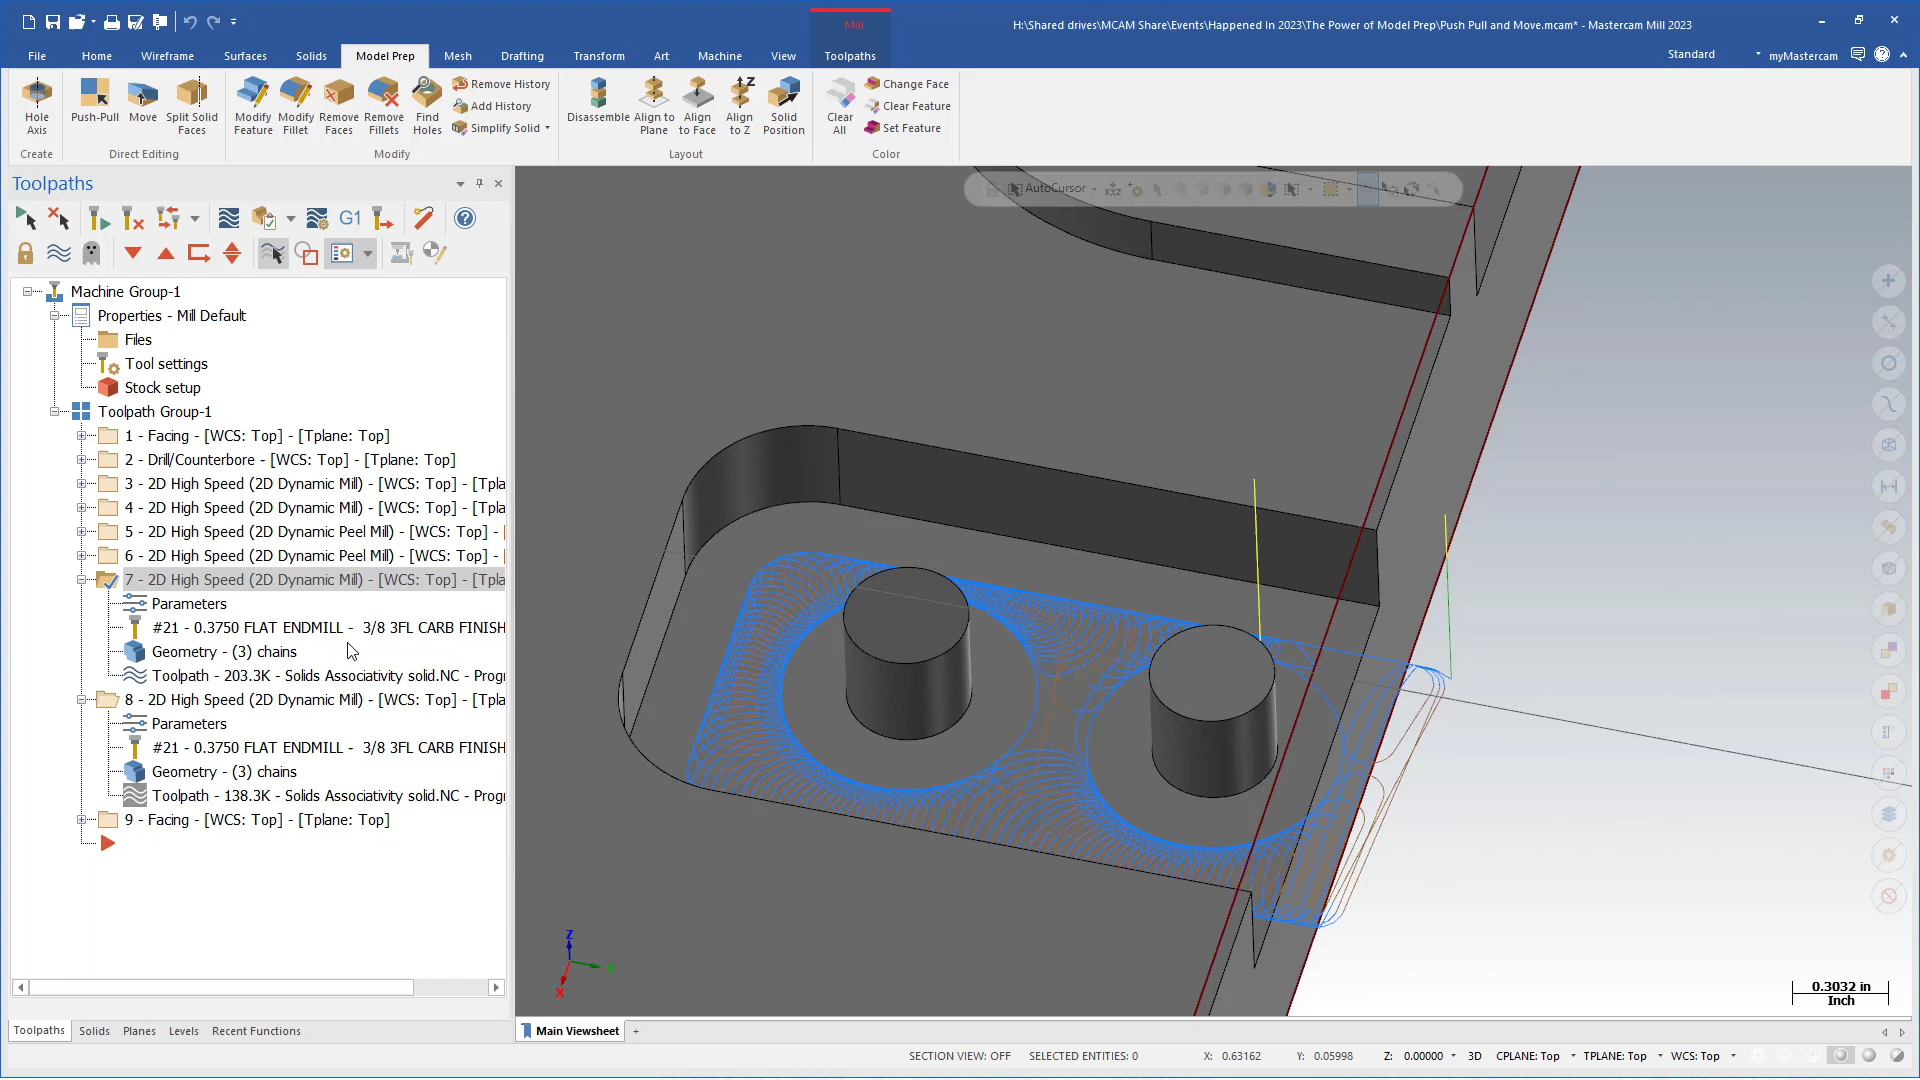 Mill
H:\Shared drives\MCAM Share\Events\Happened In 2023\The Power of Model Prep\Push Pull and Move.mcam* - Mastercam Mill 2023
File Home Wireframe Surfaces Solids Model Prep Mesh Drafting Transform Art Machine View Toolpaths
Standard myMastercam
Hole Axis
Create
Push-Pull Move Split Solid Faces
Direct Editing
Modify Feature Modify Fillet Remove Faces Remove Fillets Find Holes
Remove History
Add History
Simplify Solid
Modify
Disassemble Align to Plane Align to Face Align to Z Solid Position
Layout
Clear All
Change Face
Clear Feature
Set Feature
Color
Toolpaths
G1
AutoCursor
Machine Group-1
Properties - Mill Default
Files
Tool settings
Stock setup
Toolpath Group-1
1 - Facing - [WCS: Top] - [Tplane: Top]
2 - Drill/Counterbore - [WCS: Top] - [Tplane: Top]
3 - 2D High Speed (2D Dynamic Mill) - [WCS: Top] - [Tpla
4 - 2D High Speed (2D Dynamic Mill) - [WCS: Top] - [Tpla
5 - 2D High Speed (2D Dynamic Peel Mill) - [WCS: Top] - [
6 - 2D High Speed (2D Dynamic Peel Mill) - [WCS: Top] - [
7 - 2D High Speed (2D Dynamic Mill) - [WCS: Top] - [Tpla
Parameters
#21 - 0.3750 FLAT ENDMILL - 3/8 3FL CARB FINISH
Geometry - (3) chains
Toolpath - 203.3K - Solids Associativity solid.NC - Progr
8 - 2D High Speed (2D Dynamic Mill) - [WCS: Top] - [Tpla
Parameters
#21 - 0.3750 FLAT ENDMILL - 3/8 3FL CARB FINISH
Geometry - (3) chains
Toolpath - 138.3K - Solids Associativity solid.NC - Progr
9 - Facing - [WCS: Top] - [Tplane: Top]
Z
Y
X
0.3032 in
Inch
Toolpaths Solids Planes Levels Recent Functions
Main Viewsheet +
SECTION VIEW: OFF SELECTED ENTITIES: 0 X: 0.63162 Y: 0.05998 Z: 0.00000 3D CPLANE: Top TPLANE: Top WCS: Top